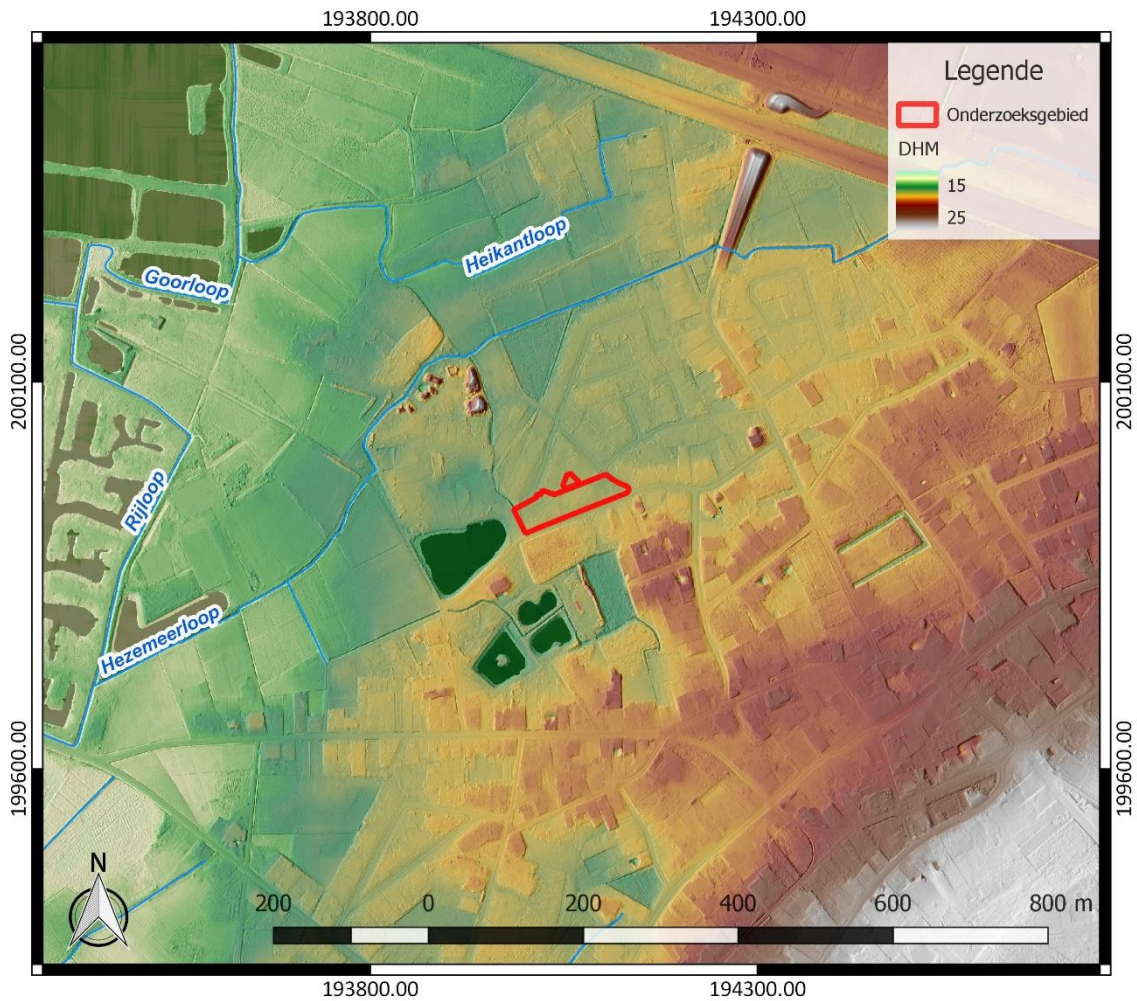 193800.00
194300.00
Legende
Onderzoeksgebied
DHM
15
25
Heikantloop
Goorloop
200100.00
200100.00
Rijloop
Hezemeerloop
199600.00
199600.00
N
200
0
200
400
600
800 m
193800.00
194300.00